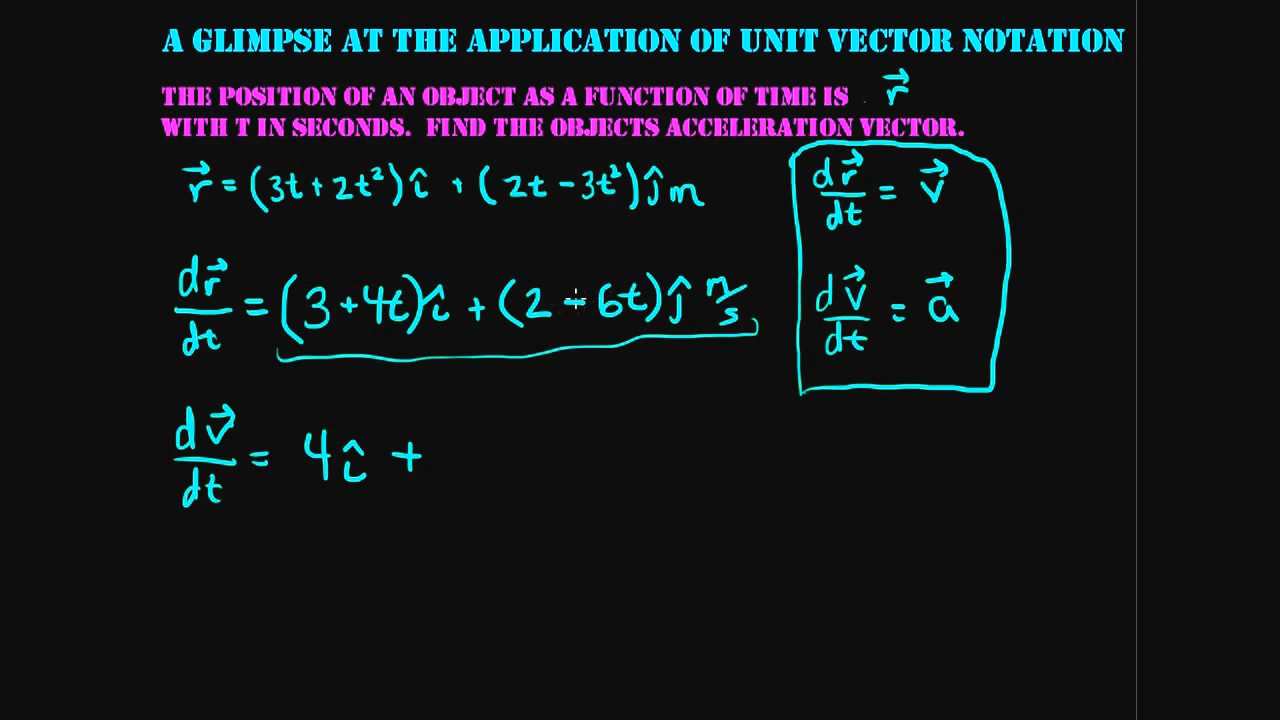 A GLIMPSE AT THE APPLICATION OF UNIT VECTOR NOTATION
THE POSITION OF AN OBJECT AS A FUNCTION OF TIME IS r⃗
WITH T IN SECONDS. FIND THE OBJECTS ACCELERATION VECTOR.
r⃗ = (3t + 2t²)î + (2t − 3t²)ĵ m
dr⃗/dt = v⃗
dr⃗/dt = (3 + 4t)î + (2 − 6t)ĵ m/s
dv⃗/dt = a⃗
dv⃗/dt = 4î +